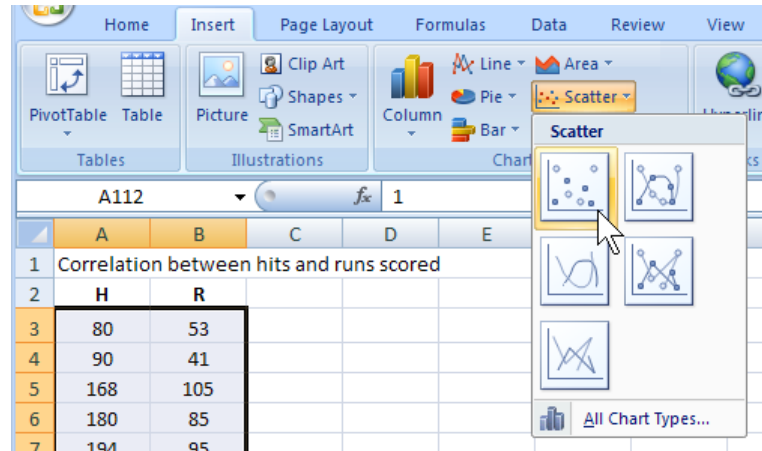 Home Insert Page Layout Formulas Data Review View
Clip Art Line Area
PivotTable Table Picture Shapes Column Pie Scatter
SmartArt Bar Scatter
Tables Illustrations
A112 fx 1
A B C D E
1 Correlation between hits and runs scored
2 H R
3 80 53
4 90 41
5 168 105
6 180 85
All Chart Types...
7 194 95